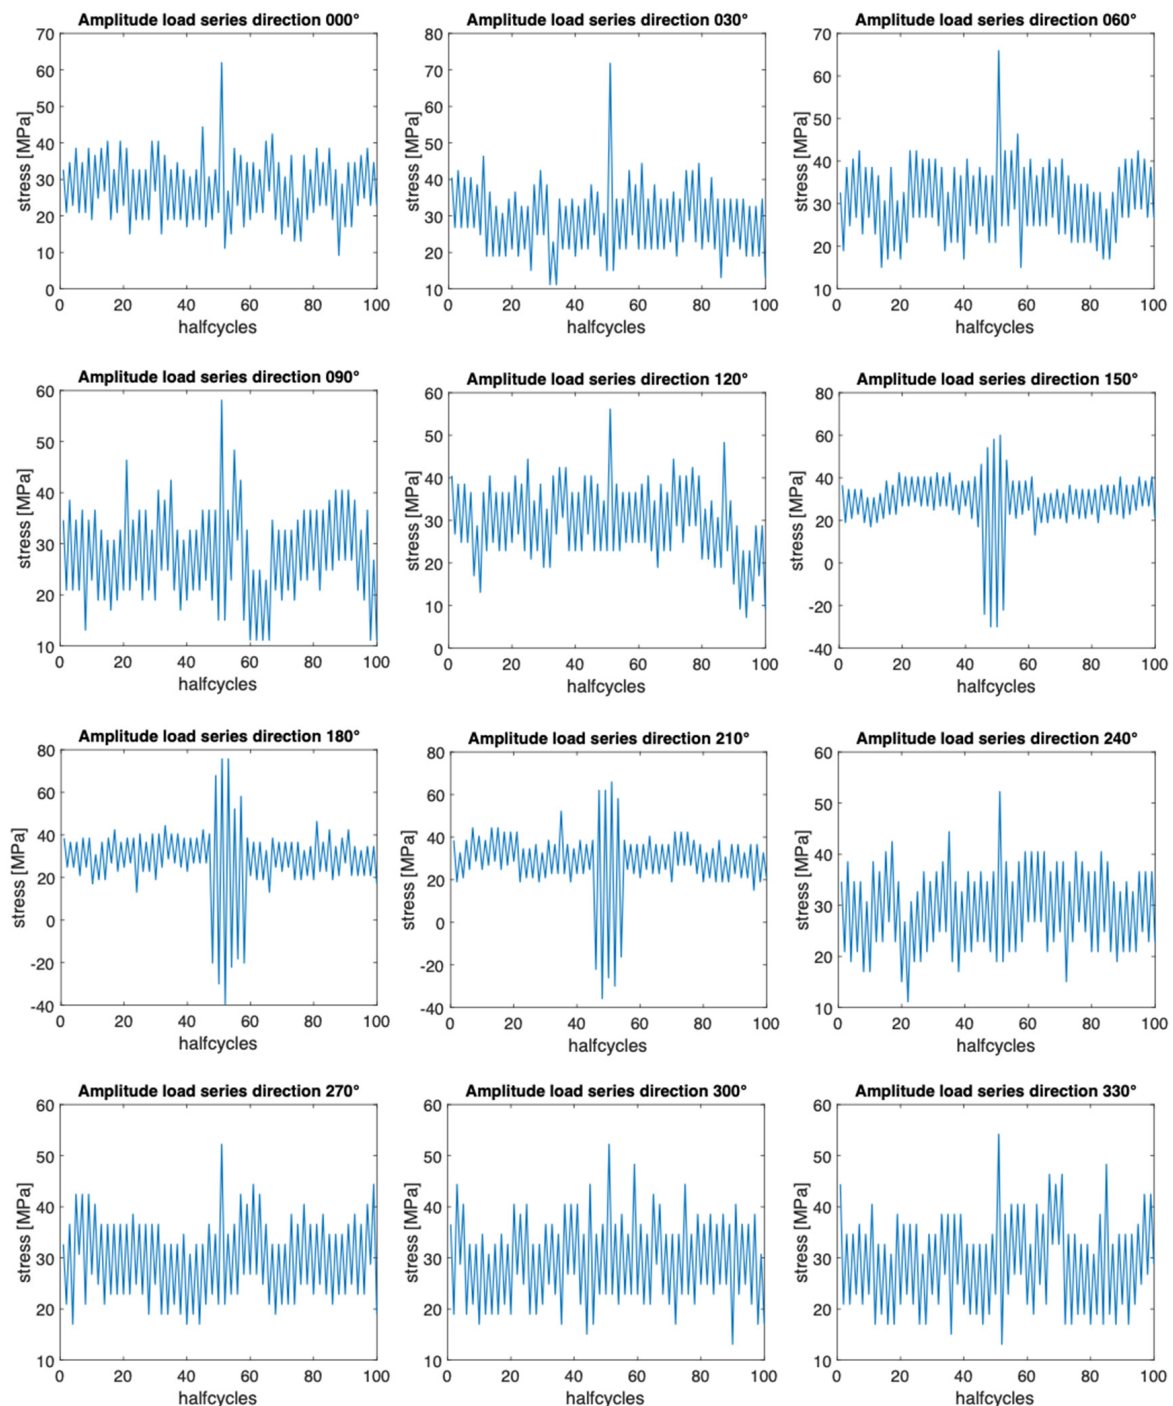 Amplitude load series direction 000°
70
60
50
40
30
20
10
0
stress [MPa]
0 20 40 60 80 100
halfcycles
Amplitude load series direction 030°
80
70
60
50
40
30
20
10
stress [MPa]
0 20 40 60 80 100
halfcycles
Amplitude load series direction 060°
70
60
50
40
30
20
10
stress [MPa]
0 20 40 60 80 100
halfcycles
Amplitude load series direction 090°
60
50
40
30
20
10
stress [MPa]
0 20 40 60 80 100
halfcycles
Amplitude load series direction 120°
60
50
40
30
20
10
0
stress [MPa]
0 20 40 60 80 100
halfcycles
Amplitude load series direction 150°
80
60
40
20
0
-20
-40
stress [MPa]
0 20 40 60 80 100
halfcycles
Amplitude load series direction 180°
80
60
40
20
0
-20
-40
stress [MPa]
0 20 40 60 80 100
halfcycles
Amplitude load series direction 210°
80
60
40
20
0
-20
-40
stress [MPa]
0 20 40 60 80 100
halfcycles
Amplitude load series direction 240°
60
50
40
30
20
10
stress [MPa]
0 20 40 60 80 100
halfcycles
Amplitude load series direction 270°
60
50
40
30
20
10
stress [MPa]
0 20 40 60 80 100
halfcycles
Amplitude load series direction 300°
60
50
40
30
20
10
stress [MPa]
0 20 40 60 80 100
halfcycles
Amplitude load series direction 330°
60
50
40
30
20
10
stress [MPa]
0 20 40 60 80 100
halfcycles